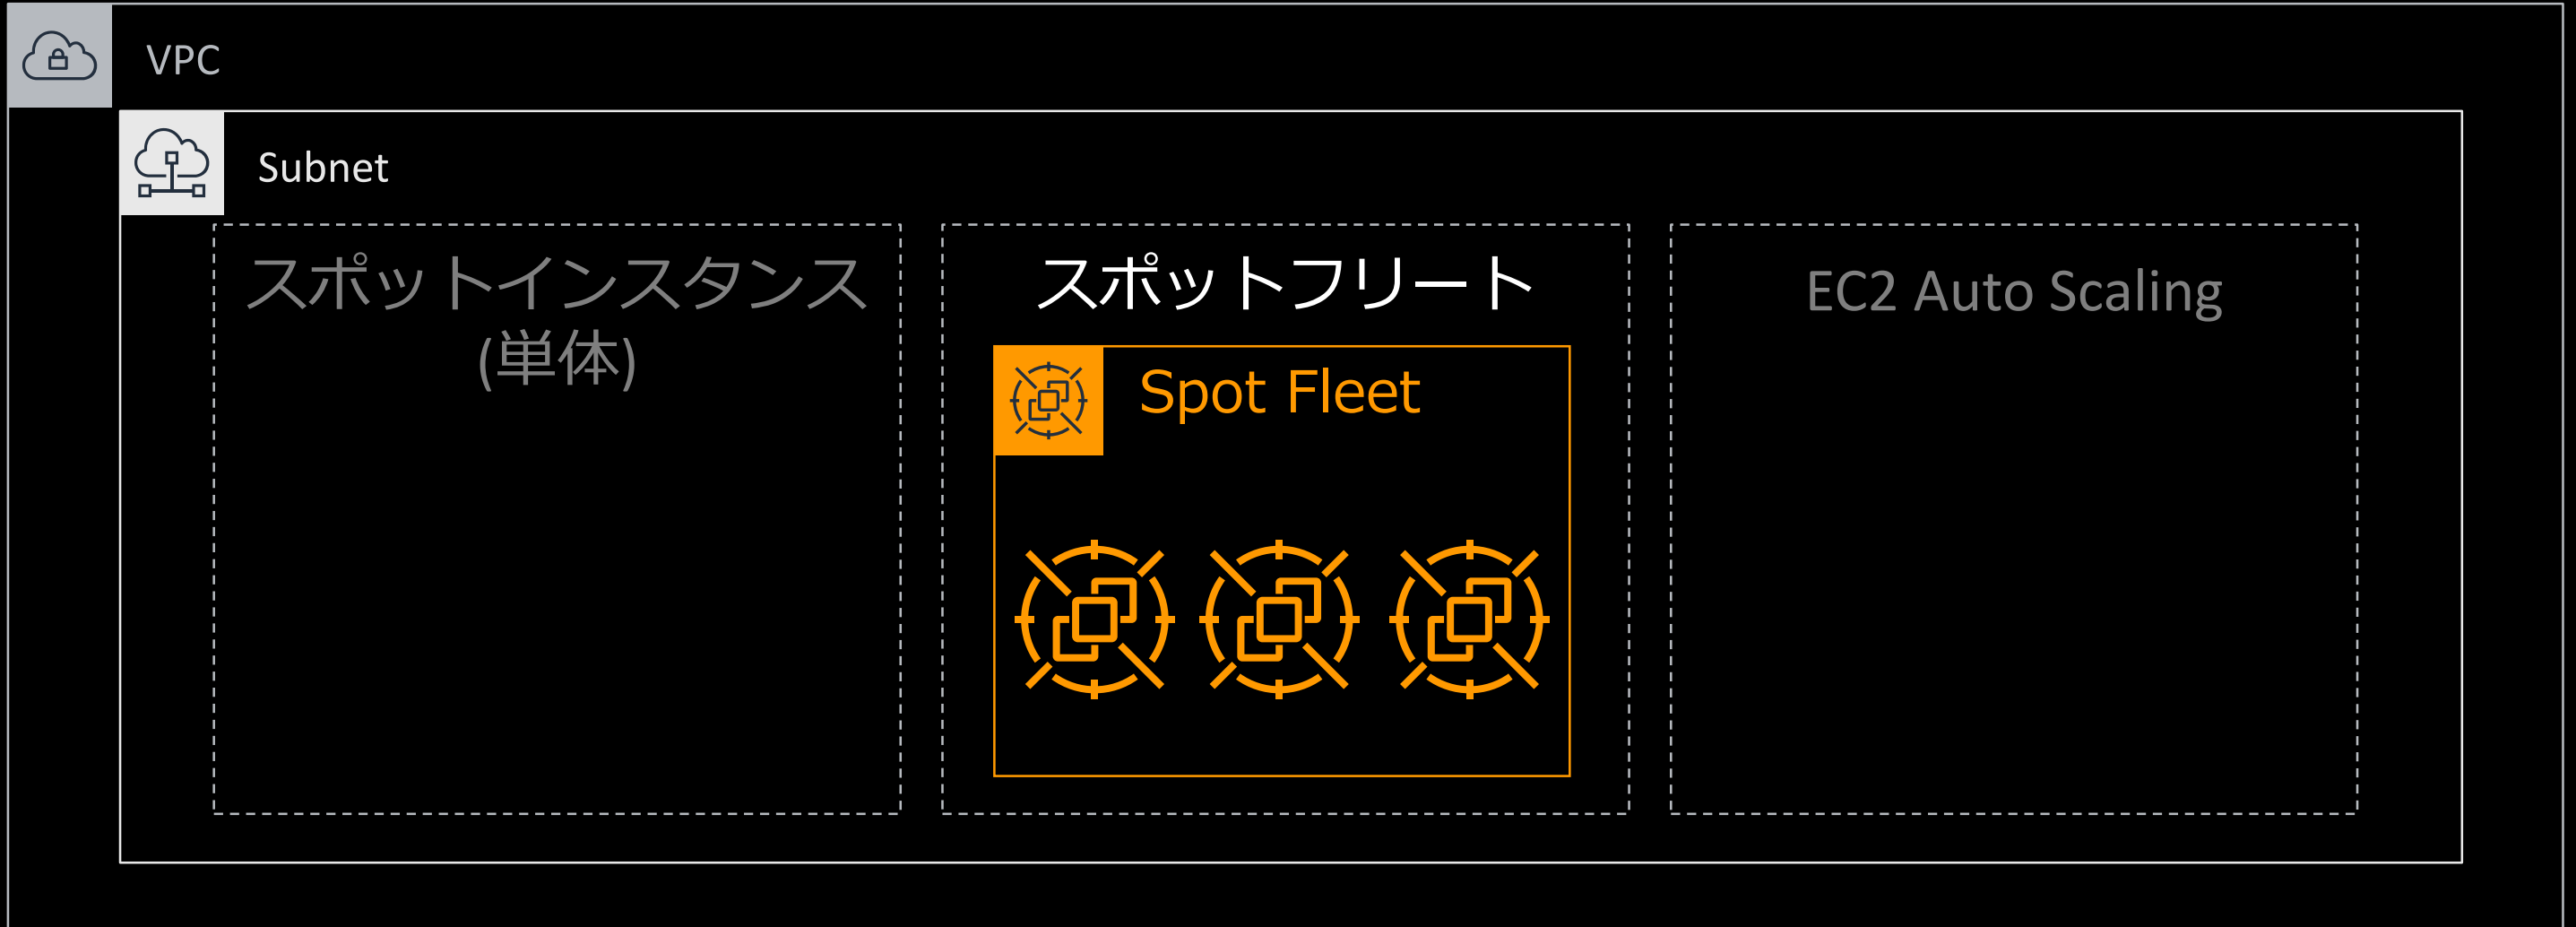 VPC
Subnet
スポットインスタンス
(単体)
スポットフリート
Spot Fleet
EC2 Auto Scaling